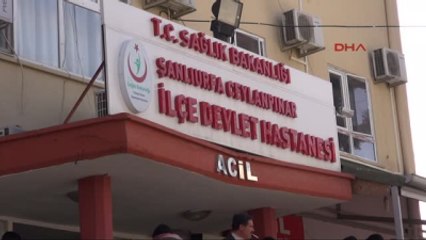 DHA
T.C. SAĞLIK BAKANLIĞI
ŞANLIURFA CEYLANPINAR
İLÇE DEVLET HASTANESİ
ACİL